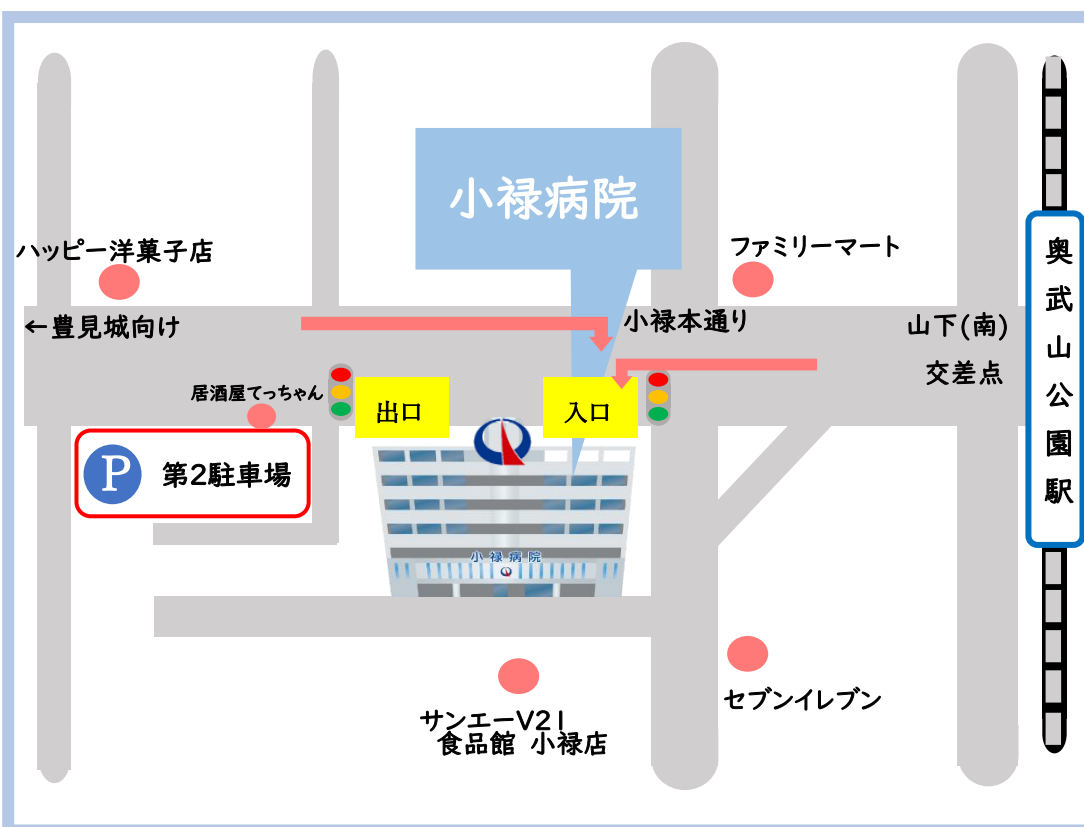 小禄病院
ハッピー洋菓子店
ファミリーマート
←豊見城向け
小禄本通り
山下(南)
交差点
奥武山公園駅
居酒屋てっちゃん
出口
入口
P 第2駐車場
小禄病院
セブンイレブン
サンエーV21
食品館 小禄店